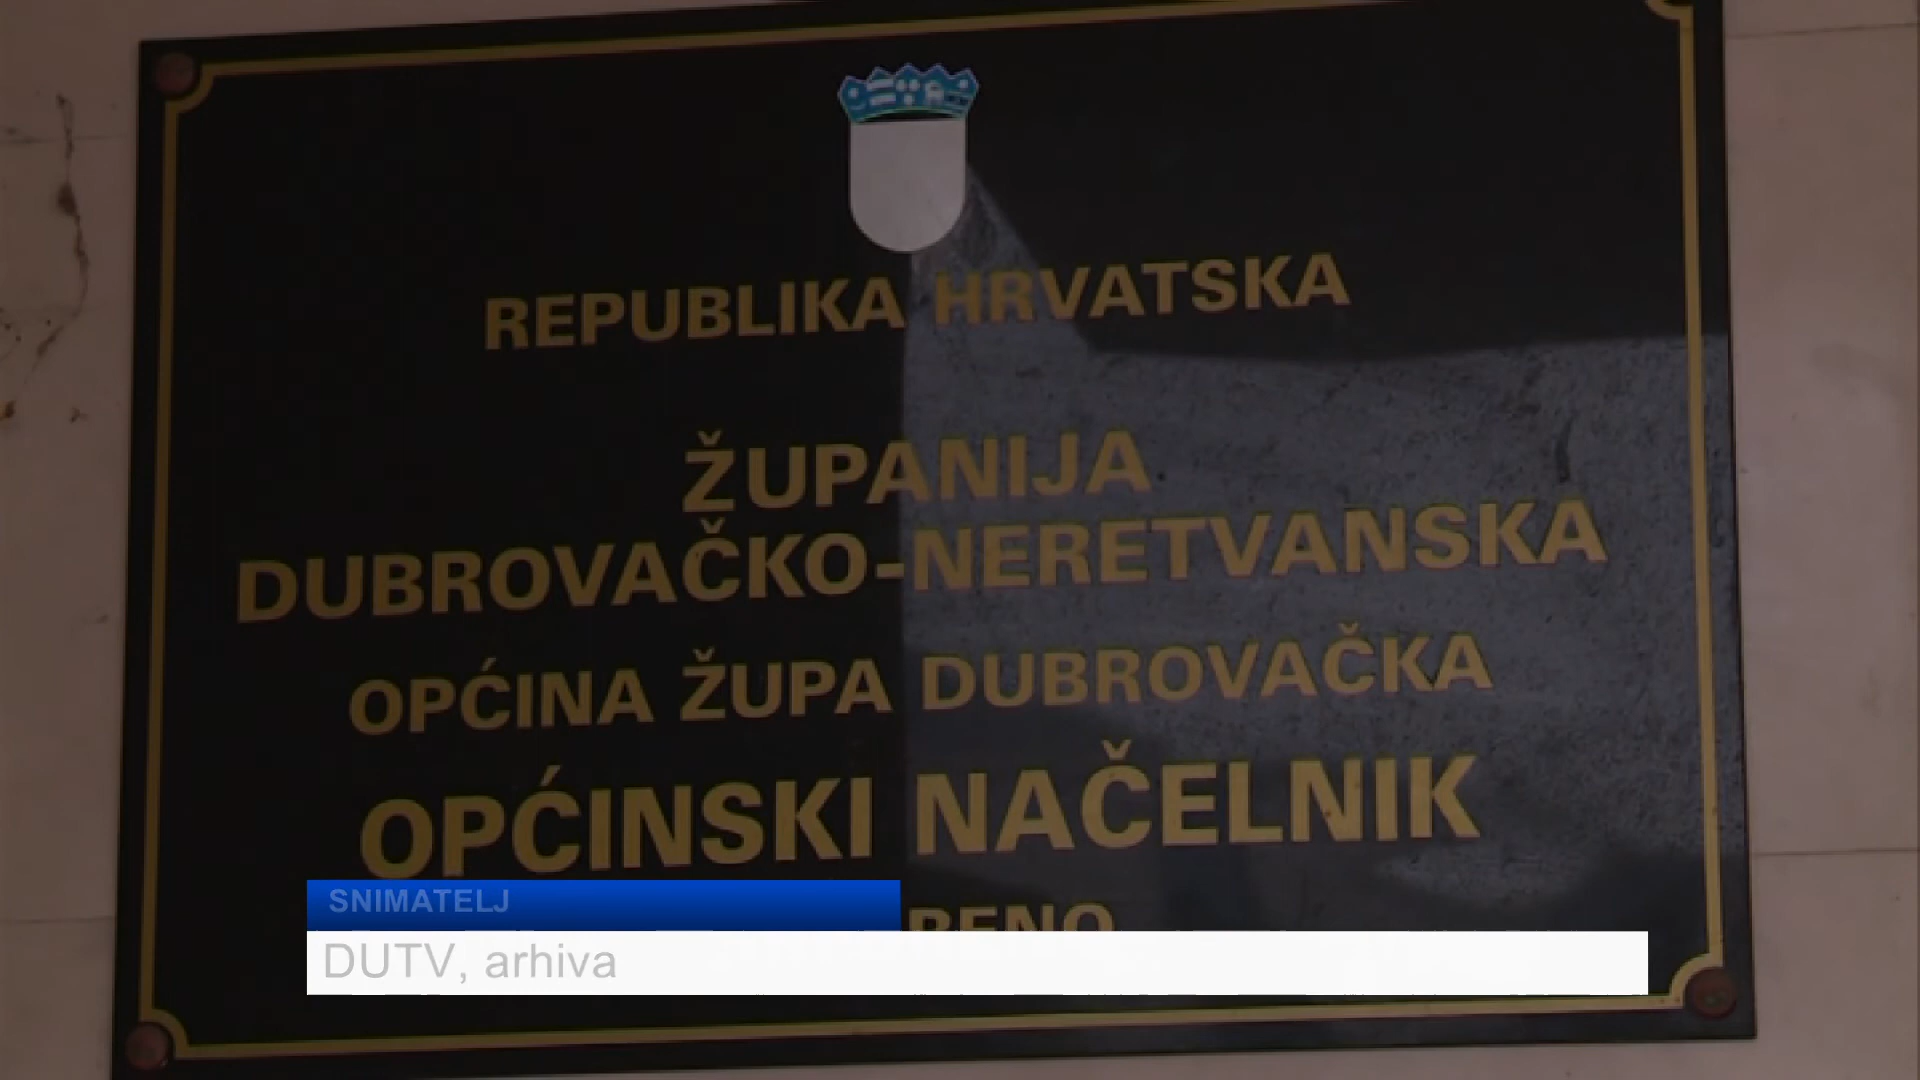 REPUBLIKA HRVATSKA
ŽUPANIJA
DUBROVAČKO-NERETVANSKA
OPĆINA ŽUPA DUBROVAČKA
OPĆINSKI NAČELNIK
SNIMATELJ
DUTV, arhiva